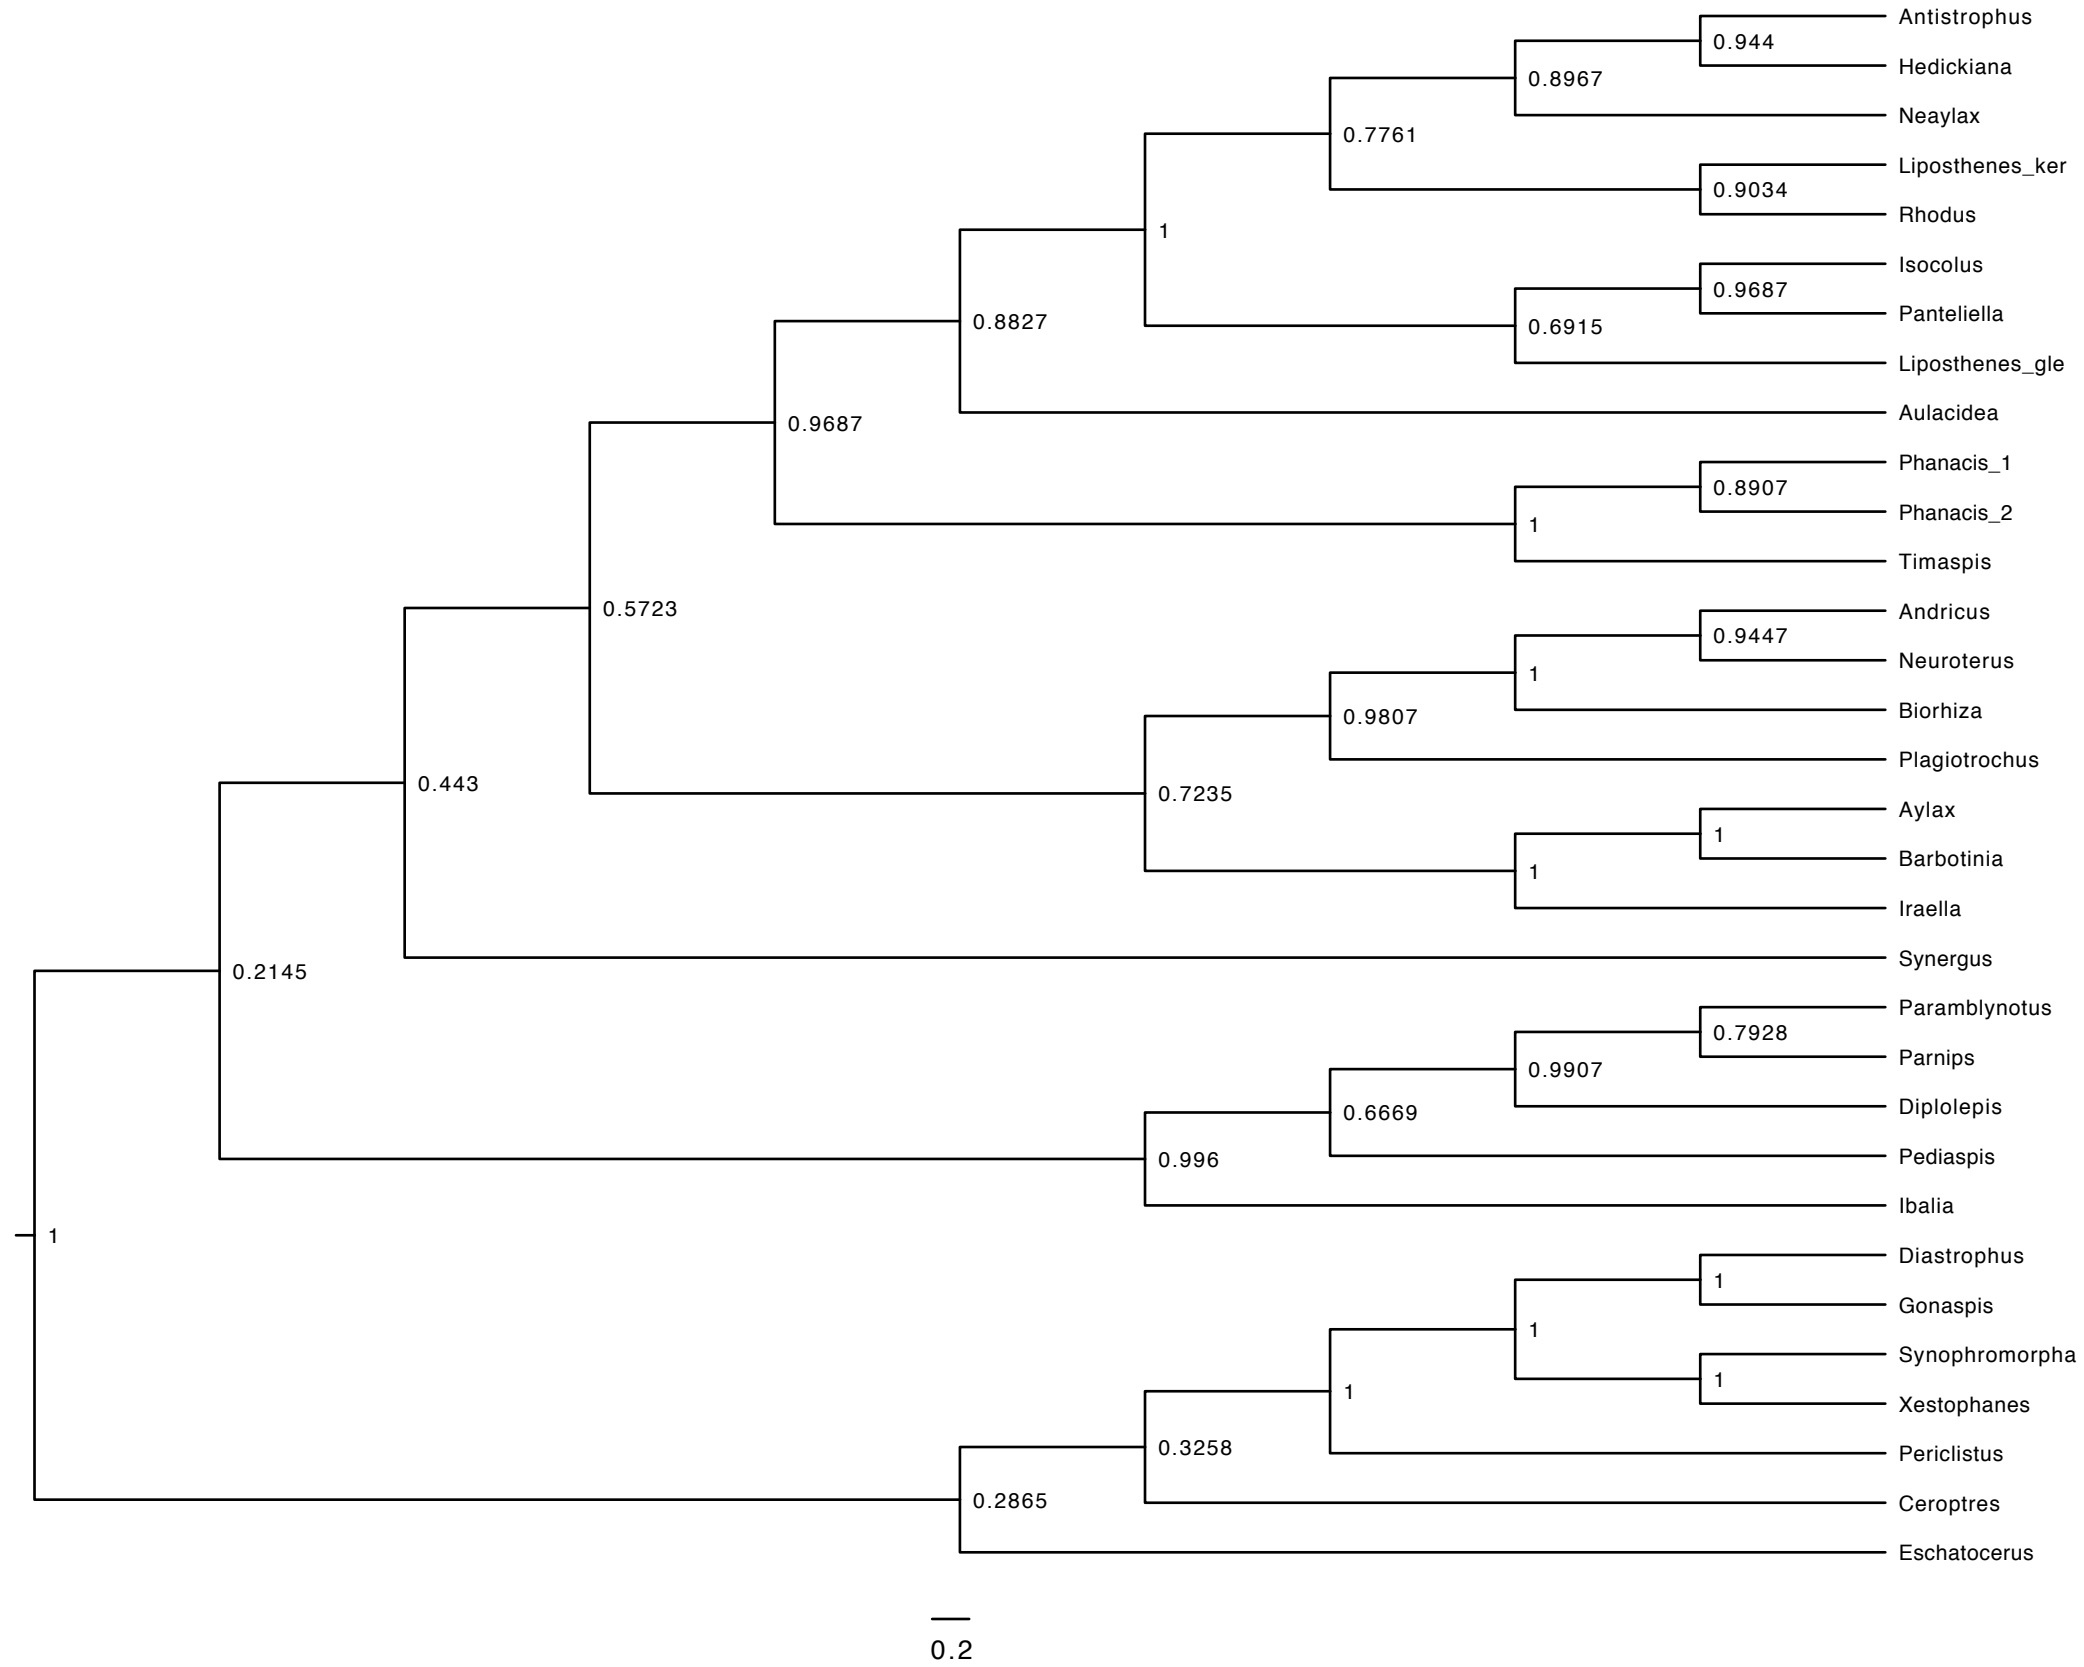 Antistrophus
0.944
Hedickiana
0.8967
Neaylax
0.7761
Liposthenes_ker
0.9034
Rhodus
1
Isocolus
0.9687
Panteliella
0.8827
0.6915
Liposthenes_gle
Aulacidea
0.9687
Phanacis_1
0.8907
Phanacis_2
1
Timaspis
0.5723
Andricus
0.9447
Neuroterus
1
Biorhiza
0.9807
Plagiotrochus
0.443
0.7235
Aylax
1
Barbotinia
1
Iraella
Synergus
0.2145
Paramblynotus
0.7928
Parnips
0.9907
Diplolepis
0.6669
Pediaspis
0.996
Ibalia
1
Diastrophus
1
Gonaspis
1
Synophromorpha
1
Xestophanes
1
Periclistus
0.3258
Ceroptres
0.2865
Eschatocerus
0.2